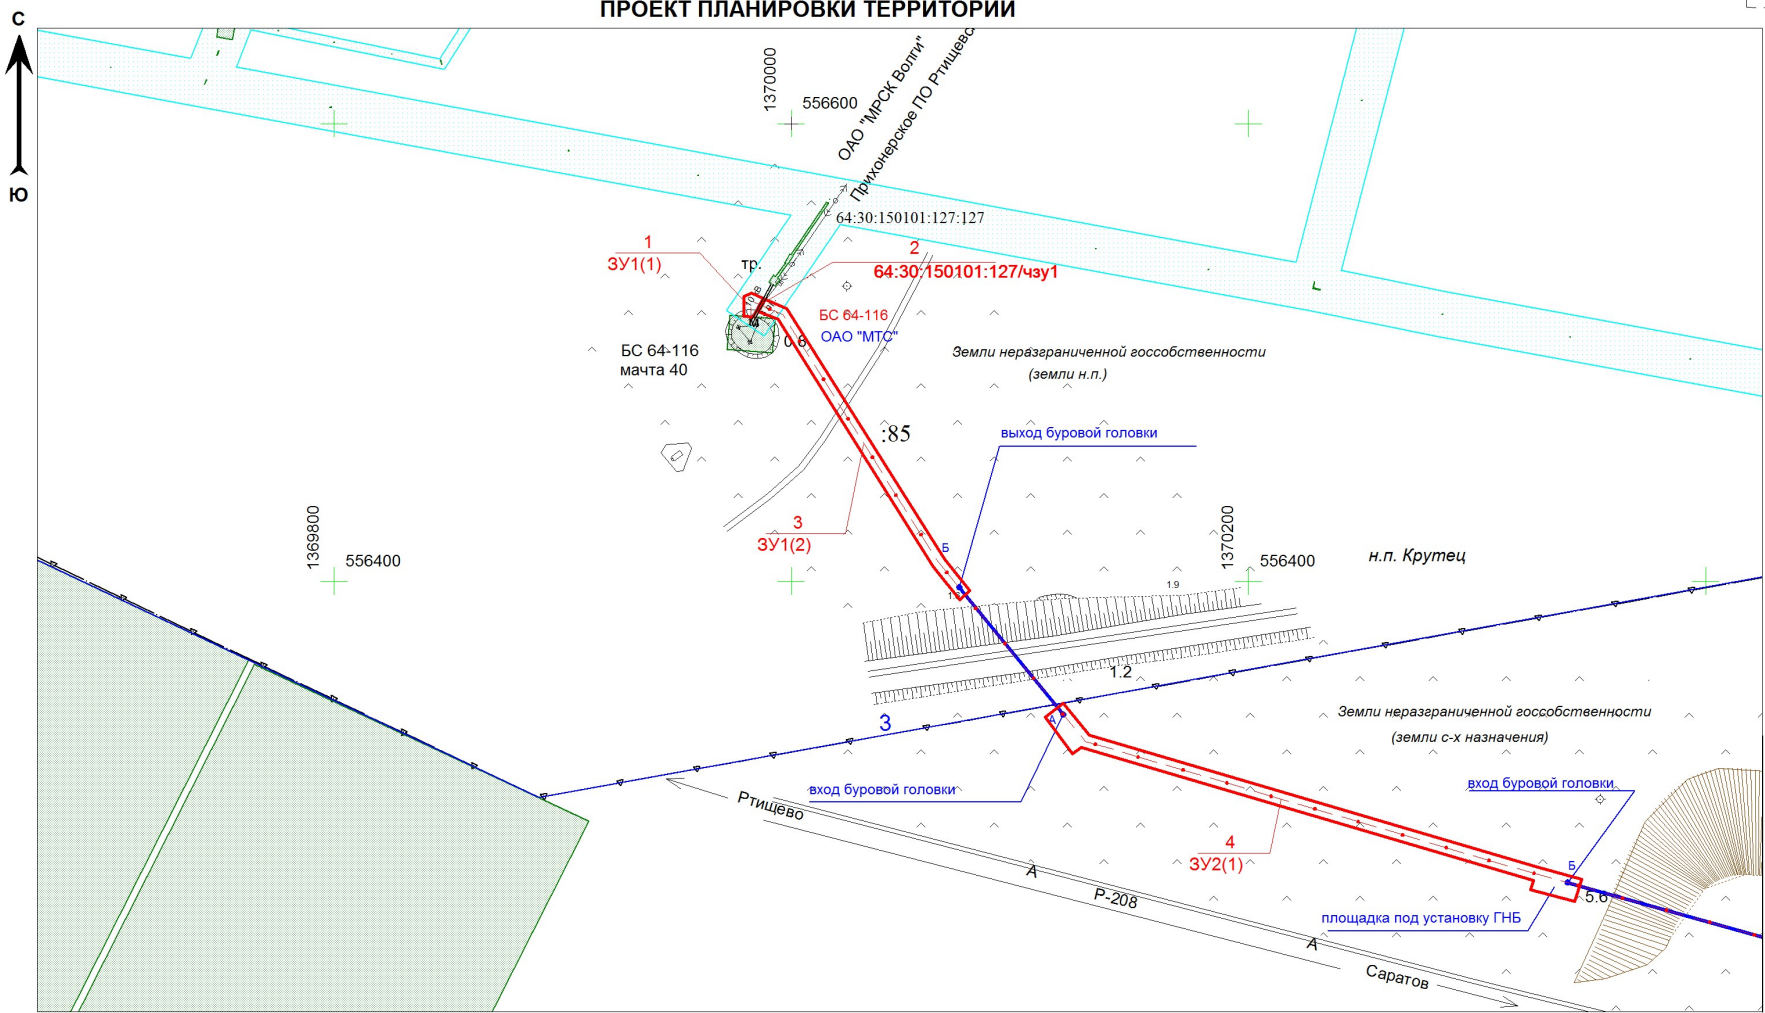 ПРОЕКТ ПЛАНИРОВКИ ТЕРРИТОРИИ
С
Ю
1370000
556600
ОАО "МРСК Волги"
Прихонерское ПО Ртищевс
64:30:150101:127:127
1
ЗУ1(1)
тр.
2
64:30:150101:127/чзу1
БС 64-116
ОАО "МТС"
0.6
БС 64-116
мачта 40
Земли неразграниченной госсобственности
(земли н.п.)
:85
выход буровой головки
3
ЗУ1(2)
1369800
556400
1370200
556400
н.п. Крутец
Б
1.9
1.2
3
А
Земли неразграниченной госсобственности
(земли с-х назначения)
вход буровой головки
вход буровой головки
Ртищево
4
ЗУ2(1)
Б
5.6
А
Р-208
площадка под установку ГНБ
А
Саратов